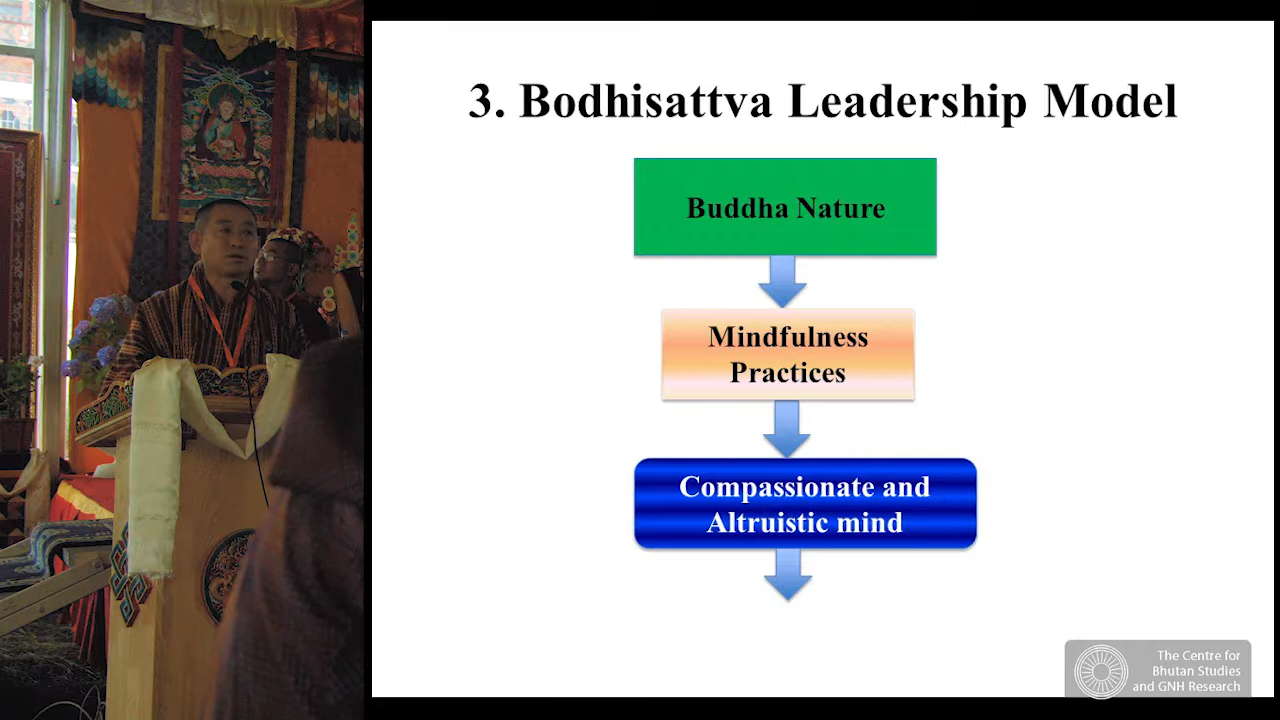 3. Bodhisattva Leadership Model
Buddha Nature
Mindfulness
Practices
Compassionate and
Altruistic mind
The Centre for
Bhutan Studies
and GNH Research